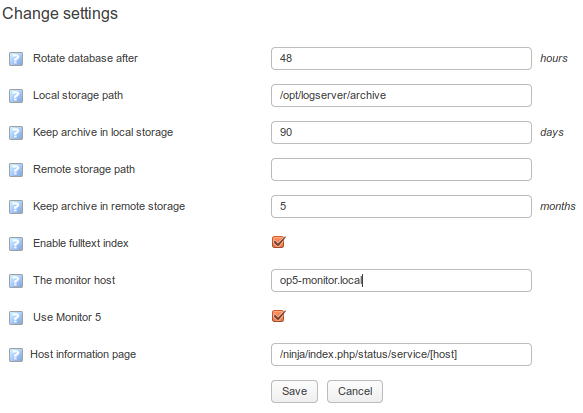 Change settings
? Rotate database after 48 hours
? Local storage path /opt/logserver/archive
? Keep archive in local storage 90 days
? Remote storage path
? Keep archive in remote storage 5 months
? Enable fulltext index
? The monitor host op5-monitor.local
? Use Monitor 5
? Host information page /ninja/index.php/status/service/[host]
Save Cancel